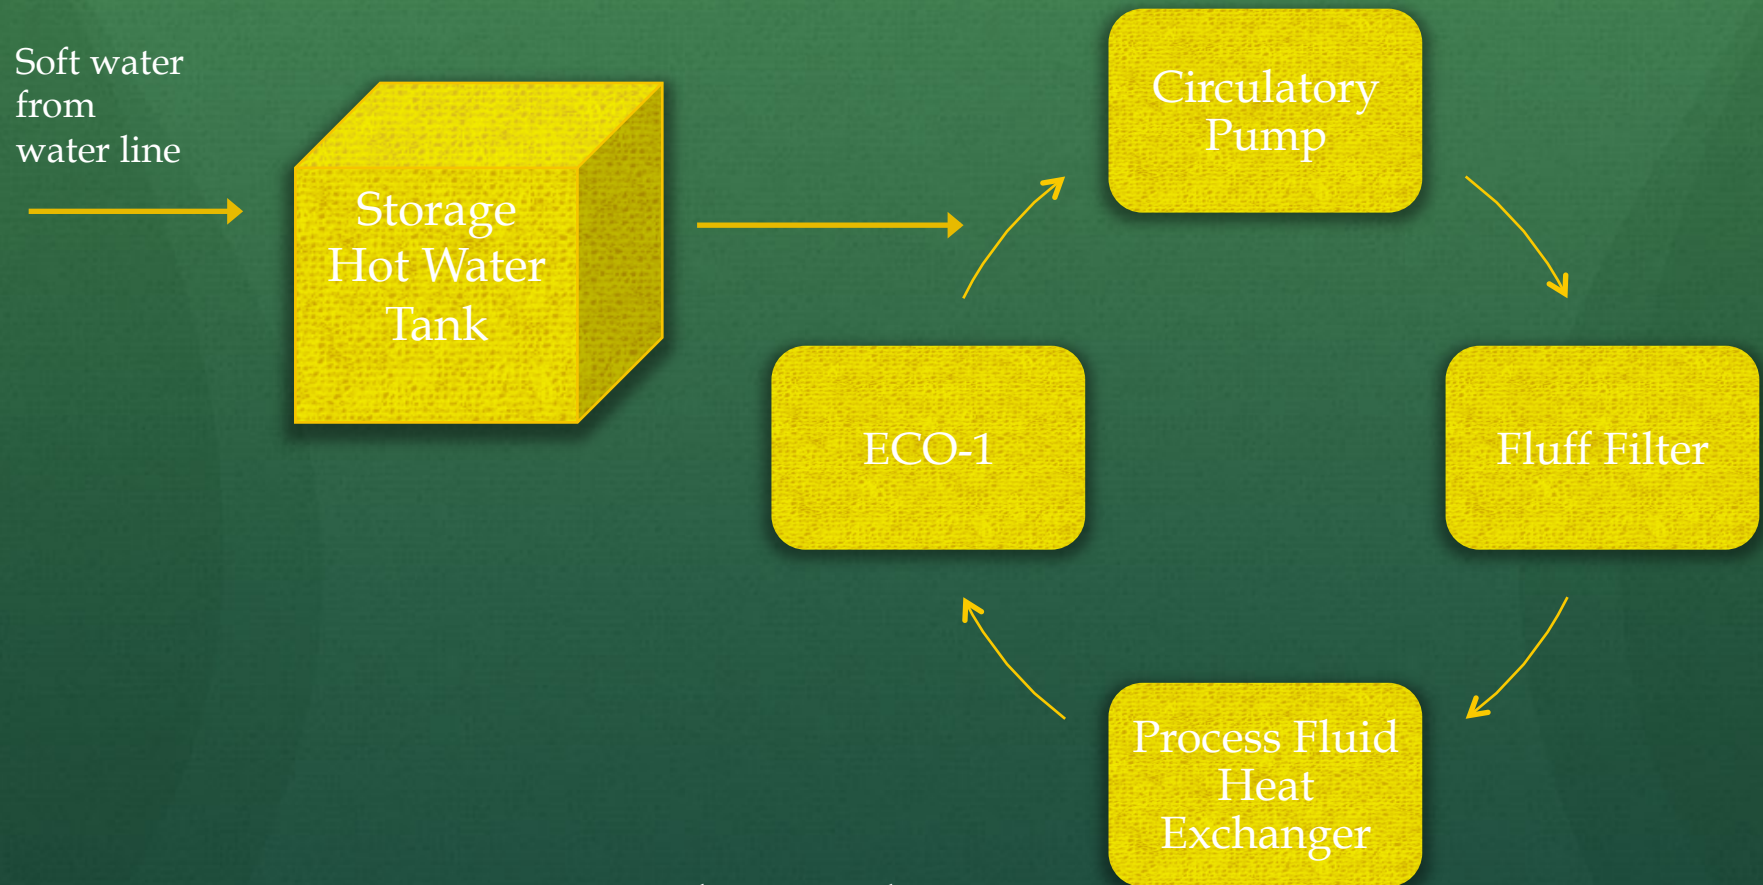 Soft water
from
water line
Storage
Hot Water
Tank
Circulatory
Pump
ECO-1
Fluff Filter
Process Fluid
Heat
Exchanger